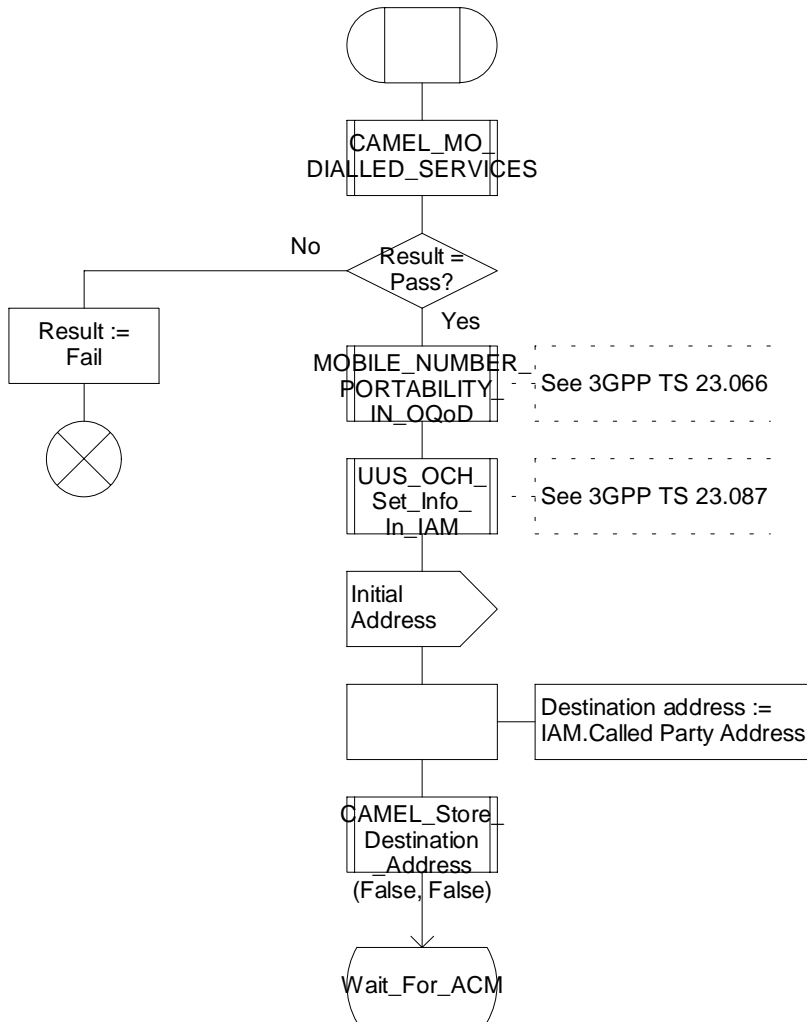 CAMEL_MO_
DIALLED_SERVICES
No
Result =
Pass?
Yes
Result :=
Fail
MOBILE_NUMBER_
PORTABILITY_
IN_OQoD
See 3GPP TS 23.066
UUS_OCH_
Set_Info_
In_IAM
See 3GPP TS 23.087
Initial
Address
Destination address :=
IAM.Called Party Address
CAMEL_Store_
Destination
_Address
(False, False)
Wait_For_ACM